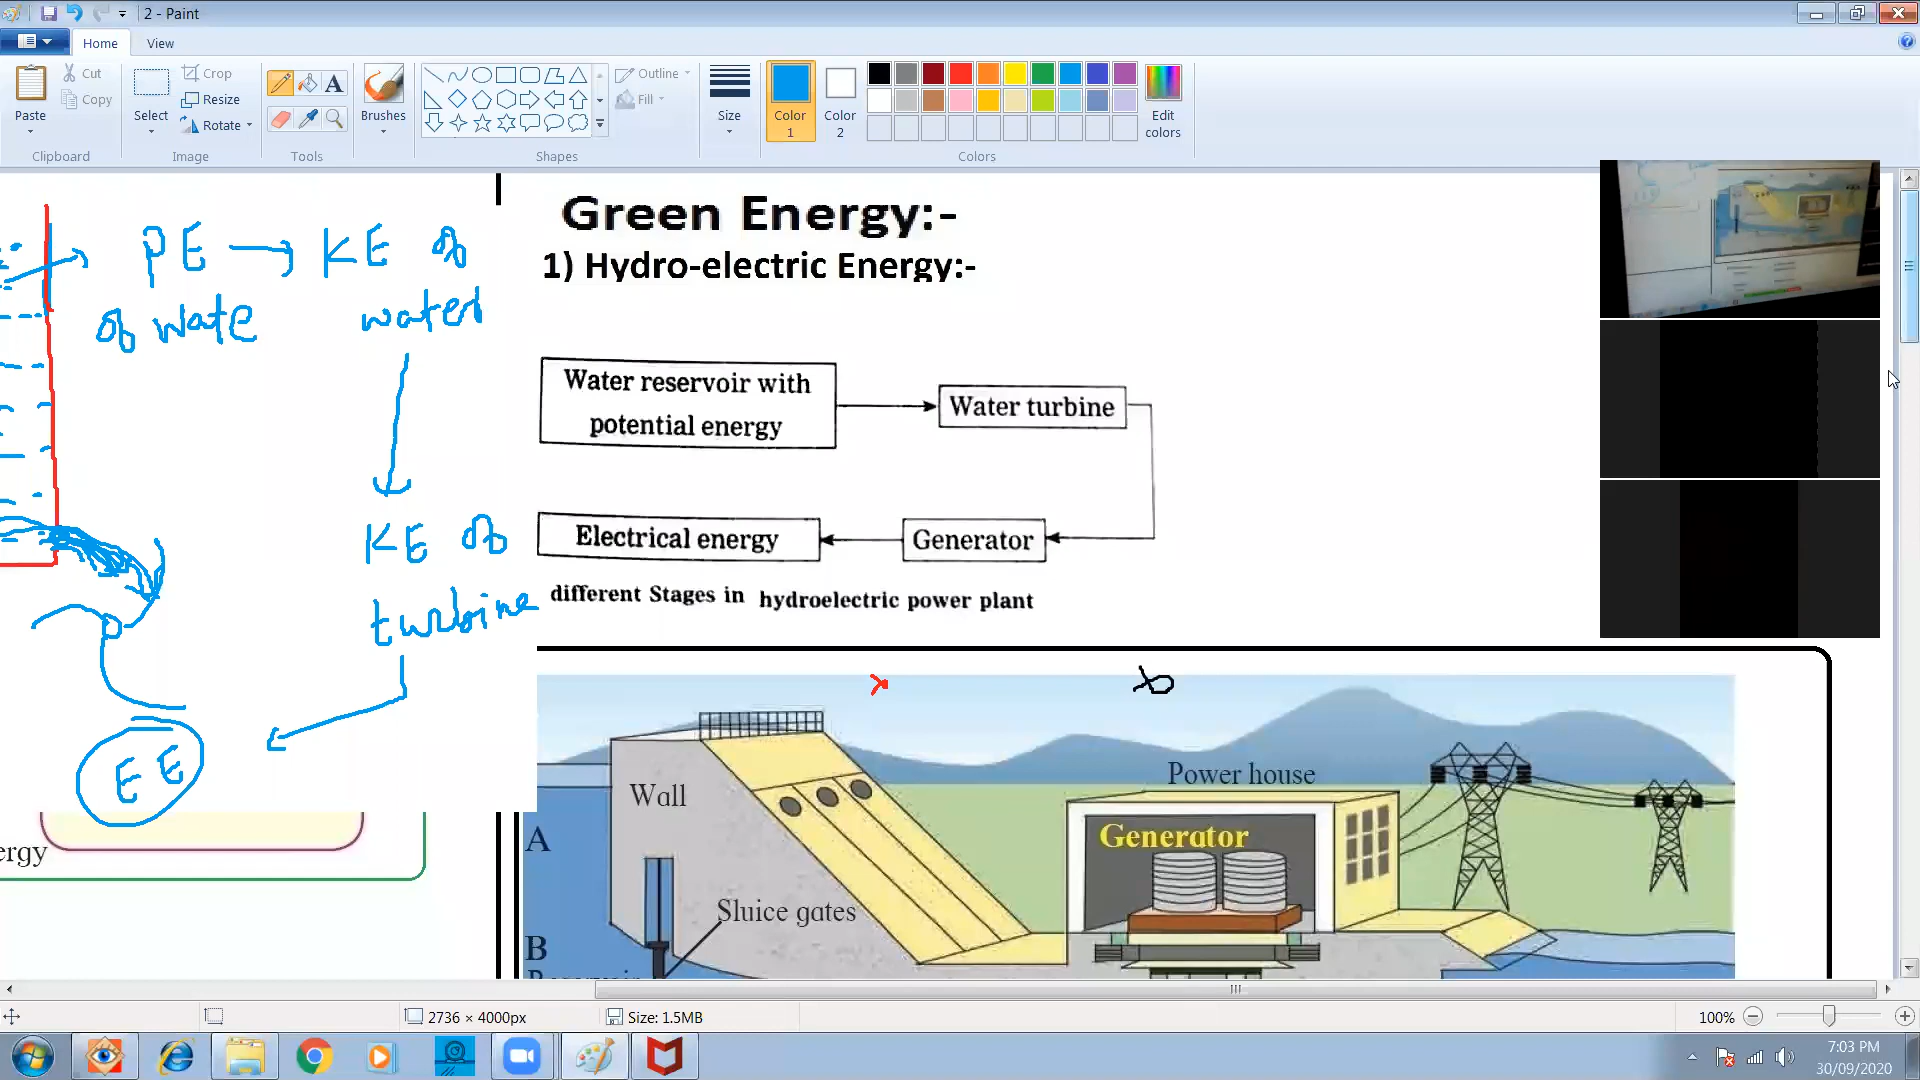 2 - Paint
Home View
Paste
Cut
Copy
Clipboard
Select
Crop
Resize
Rotate
Image
Tools
Brushes
Shapes
Outline
Fill
Size
Color
1
Color
2
Edit
colors
Colors
PE → KE of
of wate water
KE of
turbine
EE
ergy
Green Energy:-
1) Hydro-electric Energy:-
Water reservoir with
potential energy
Water turbine
Electrical energy
Generator
different Stages in hydroelectric power plant
Wall
Power house
Generator
A
Sluice gates
B
Reservoir
2736 × 4000px
Size: 1.5MB
100%
7:03 PM
30/09/2020